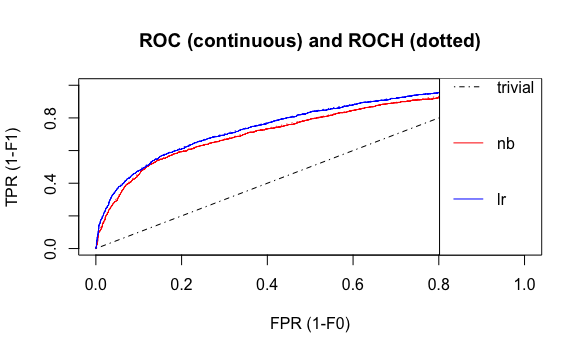 ROC (continuous) and ROCH (dotted)
TPR (1-F1)
0.8
0.4
0.0
trivial
nb
lr
0.0 0.2 0.4 0.6 0.8 1.0
FPR (1-F0)